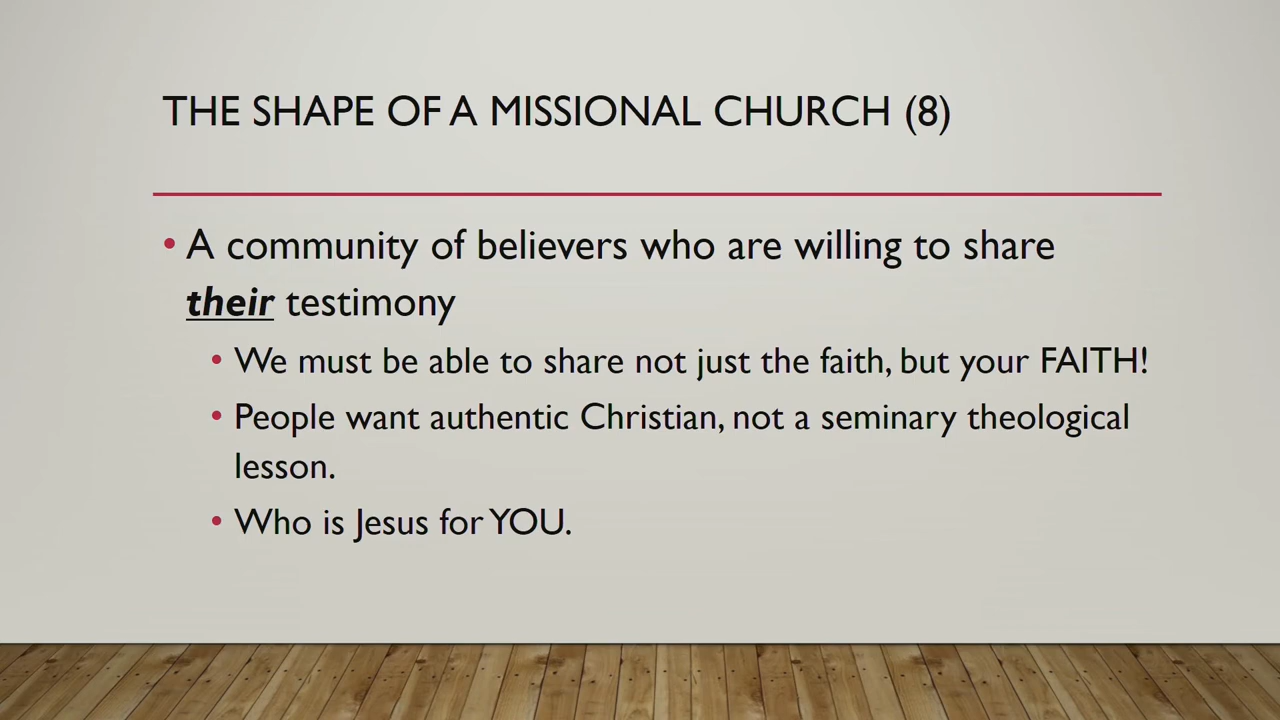 THE SHAPE OF A MISSIONAL CHURCH (8)
• A community of believers who are willing to share
their testimony
• We must be able to share not just the faith, but your FAITH!
• People want authentic Christian, not a seminary theological
lesson.
• Who is Jesus for YOU.